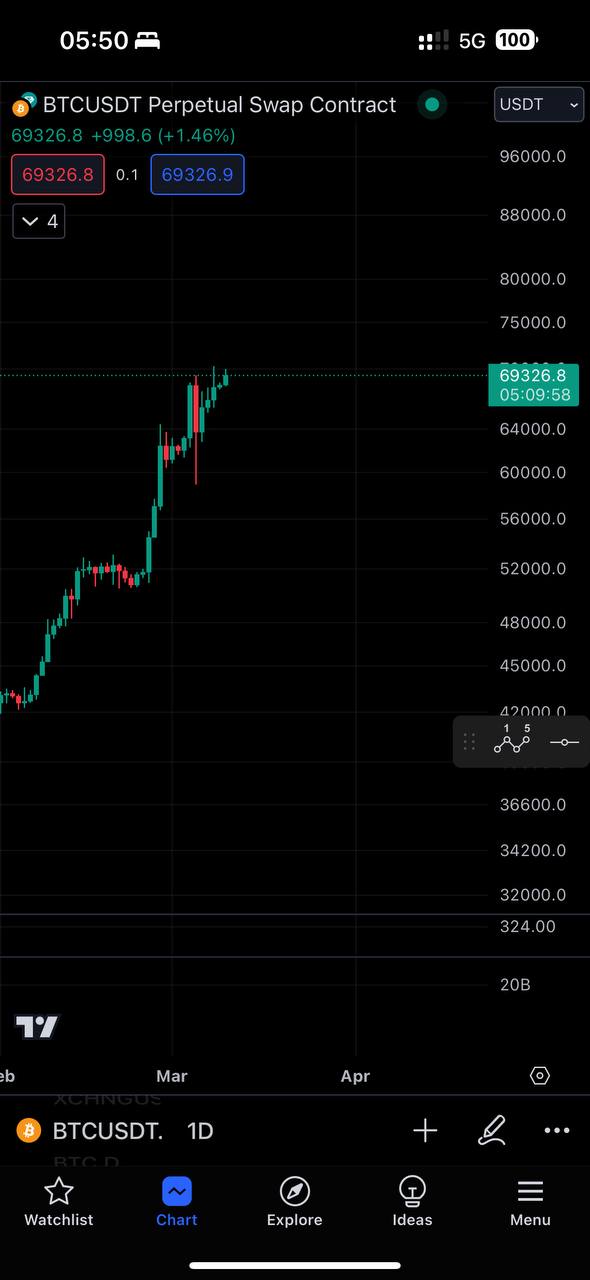 05:50 5G 100
BTCUSDT Perpetual Swap Contract USDT
69326.8 +998.6 (+1.46%)
96000.0
69326.8 0.1 69326.9
4
88000.0
80000.0
75000.0
69326.8
05:09:58
64000.0
60000.0
56000.0
52000.0
48000.0
45000.0
42000.0
1 5
36600.0
34200.0
32000.0
324.00
20B
eb Mar Apr
XCHNGUS
BTCUSDT. 1D
BTC.D
Watchlist Chart Explore Ideas Menu